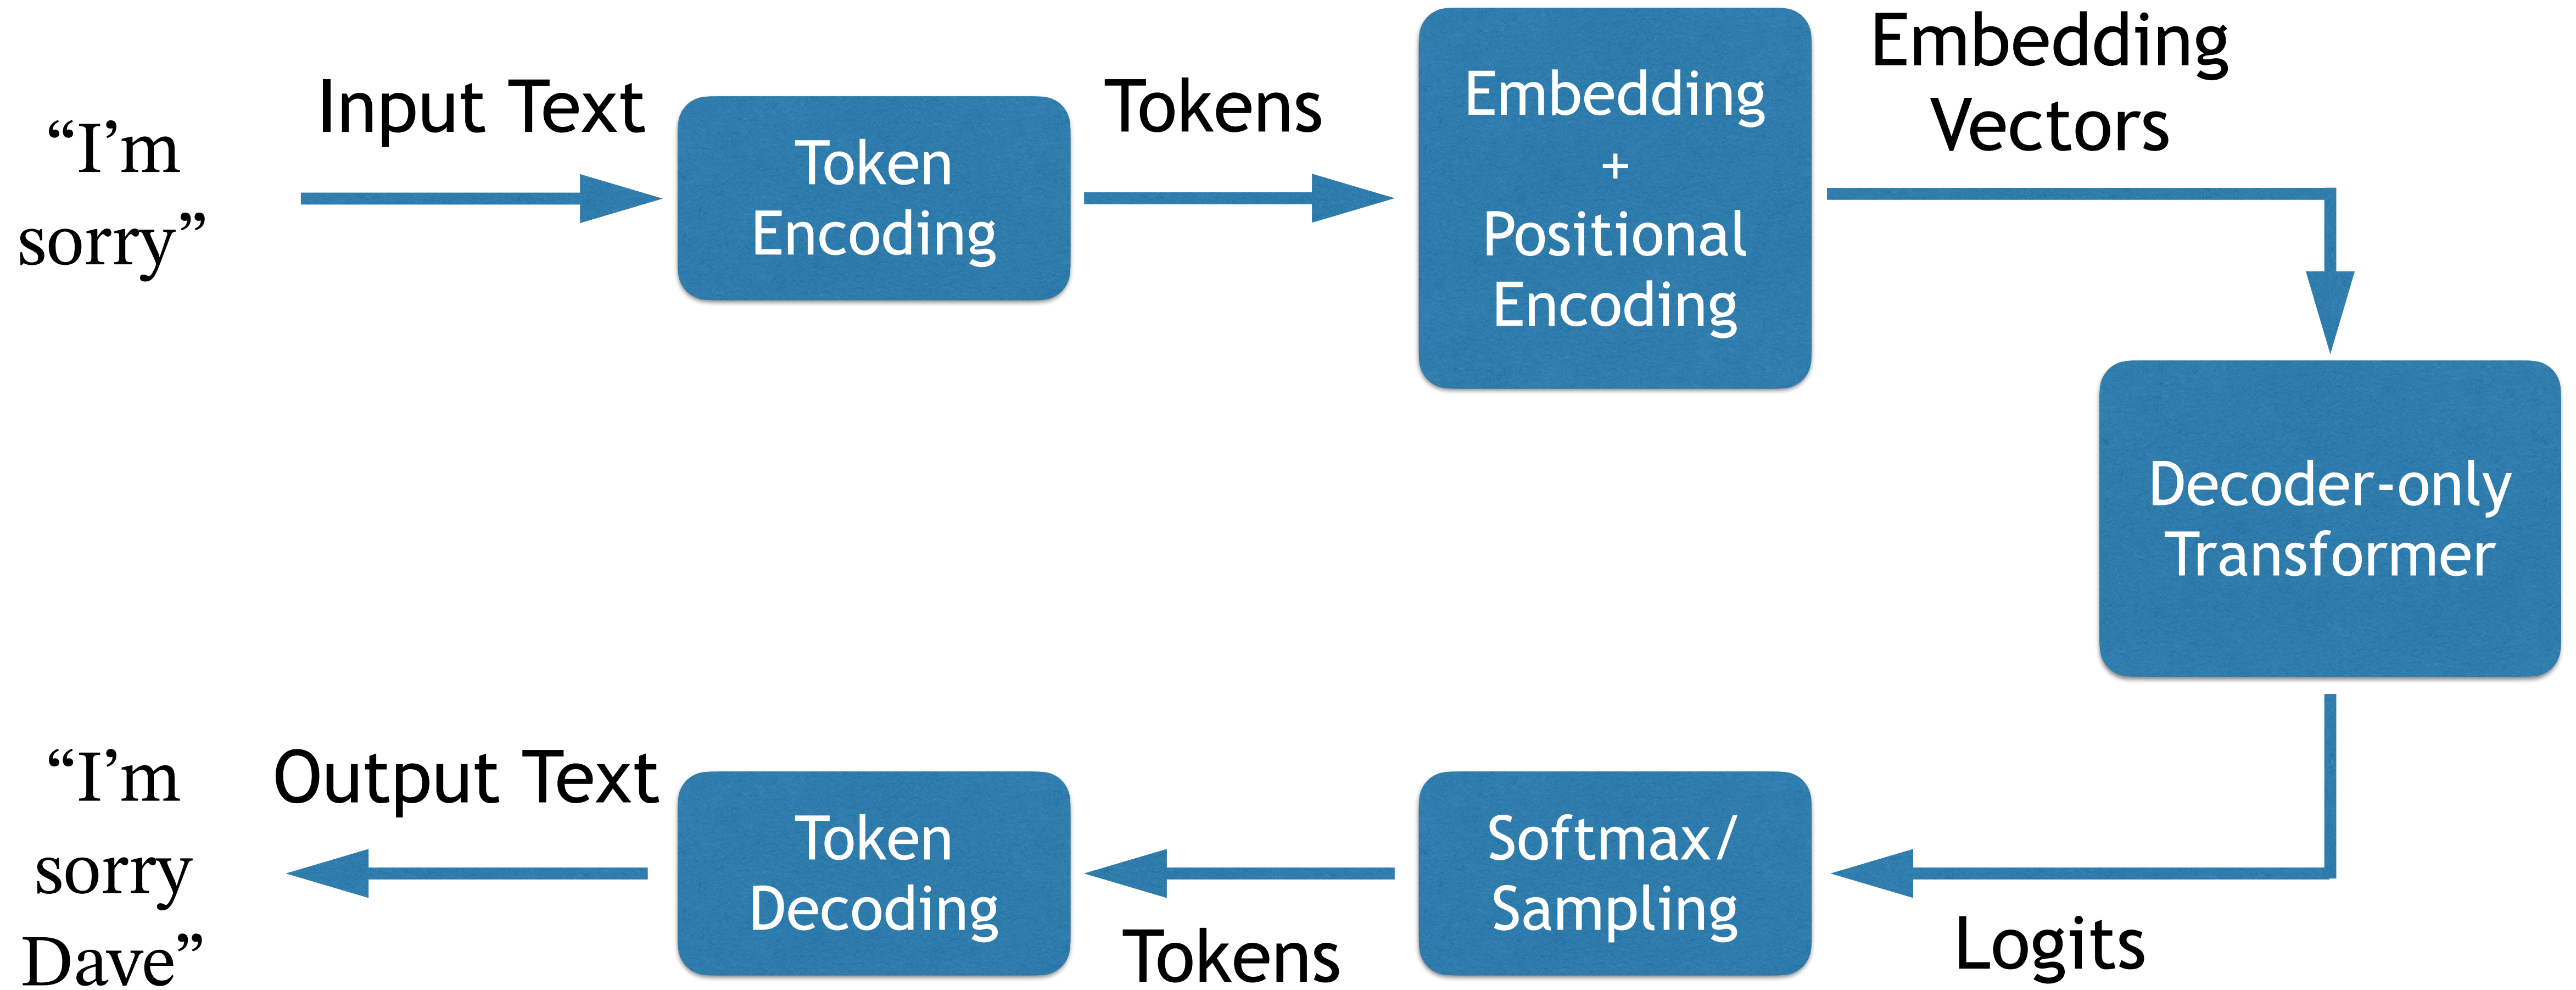 “I’m
sorry”
Input Text
Token
Encoding
Tokens
Embedding
+
Positional
Encoding
Embedding
Vectors
Decoder-only
Transformer
Logits
Softmax/
Sampling
Tokens
Token
Decoding
Output Text
“I’m
sorry
Dave”